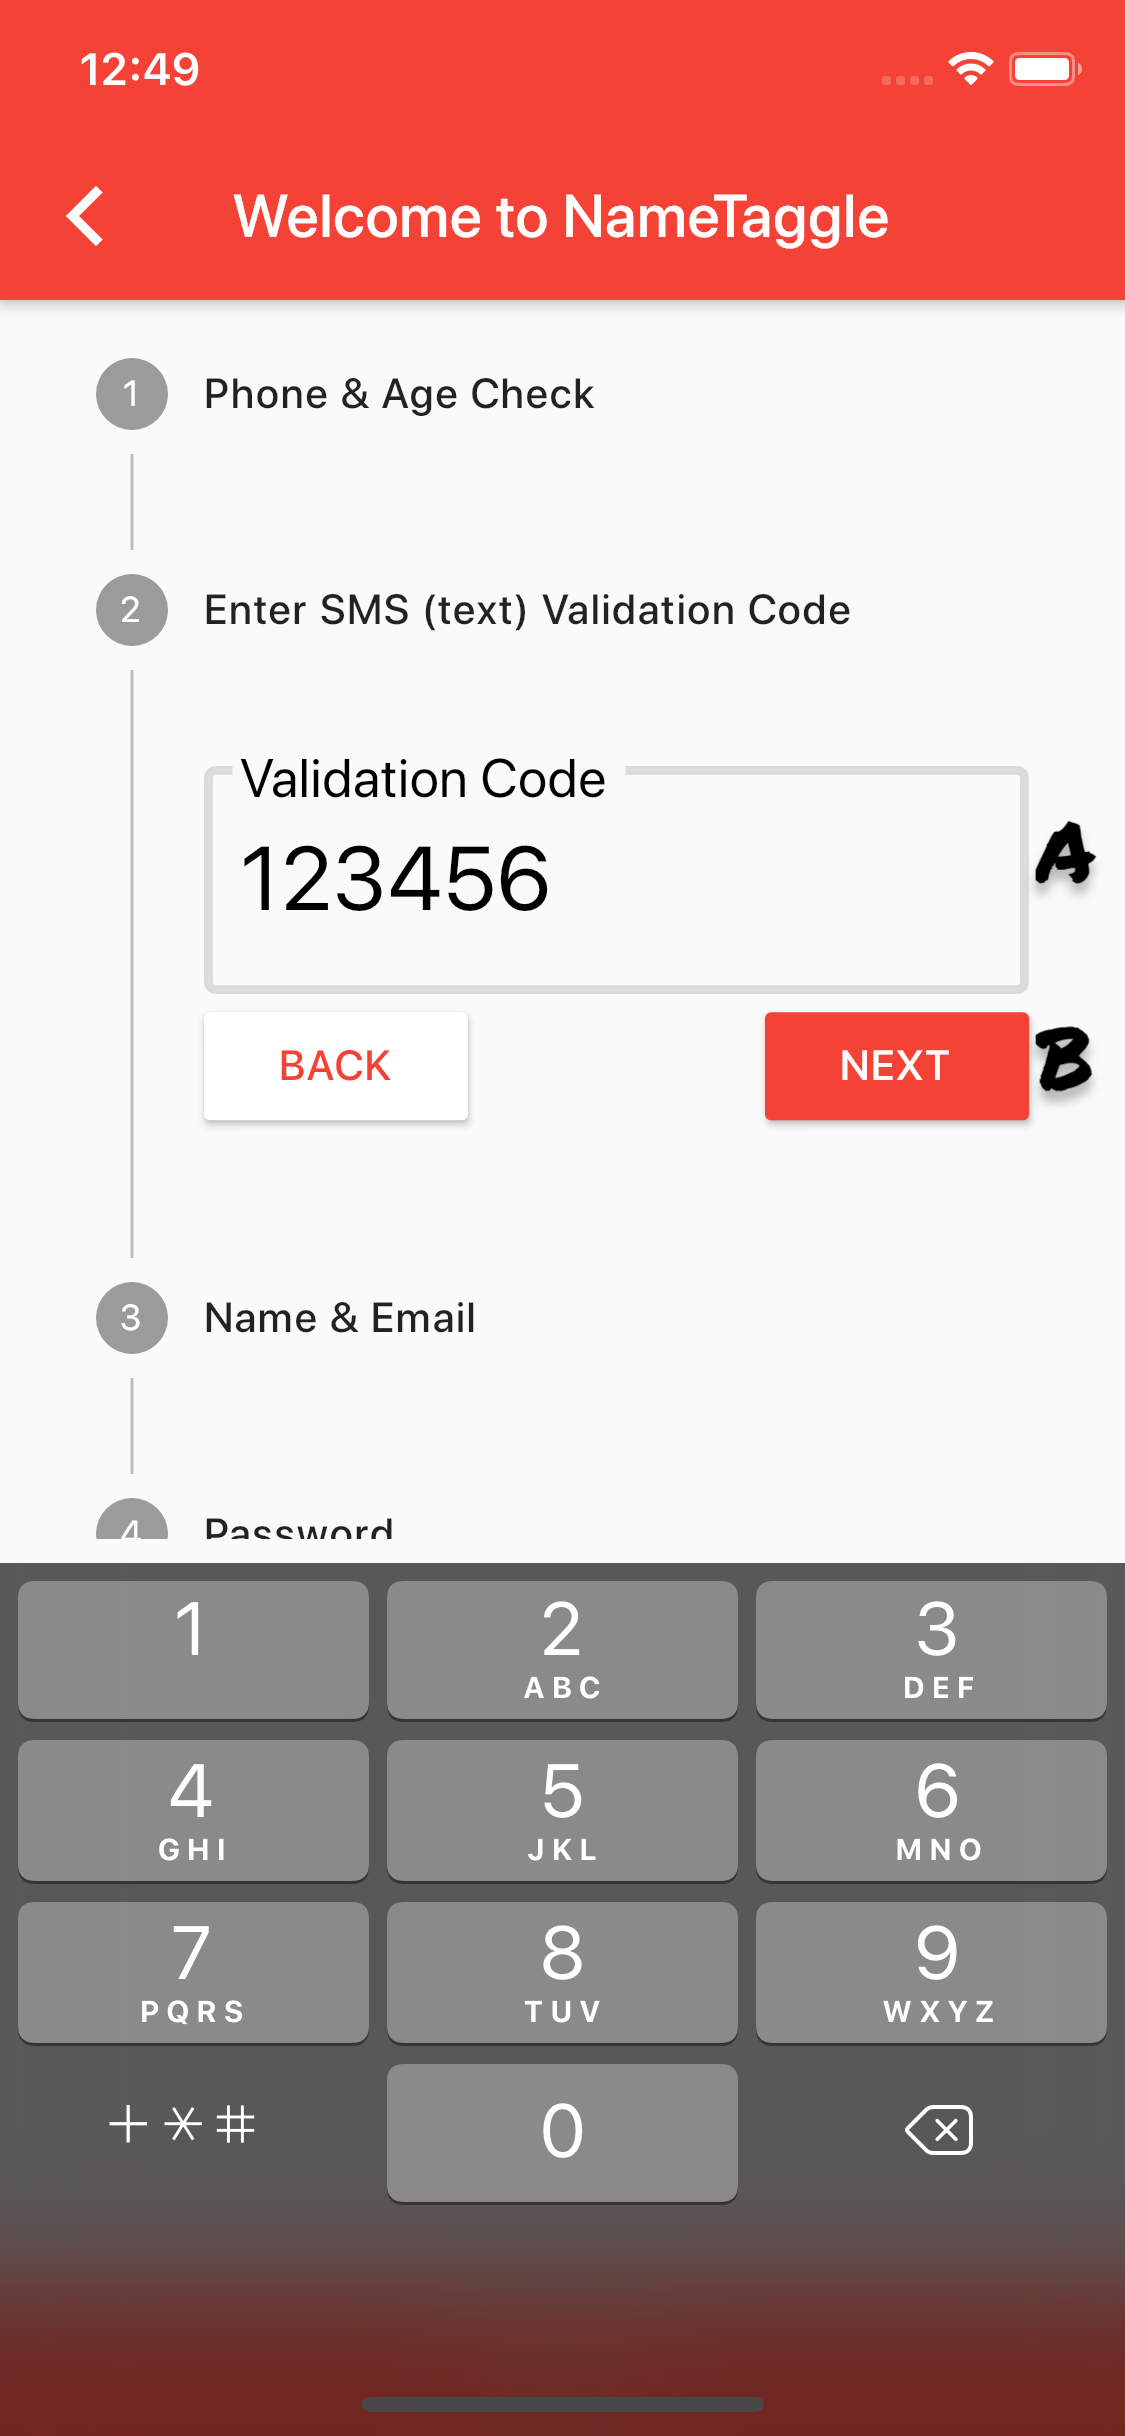 12:49
Welcome to NameTaggle
1 Phone & Age Check
2 Enter SMS (text) Validation Code
Validation Code
123456
A
BACK NEXT B
3 Name & Email
4 Password
1 2 3
ABC DEF
4 5 6
GHI JKL MNO
7 8 9
PQRS TUV WXYZ
+*# 0